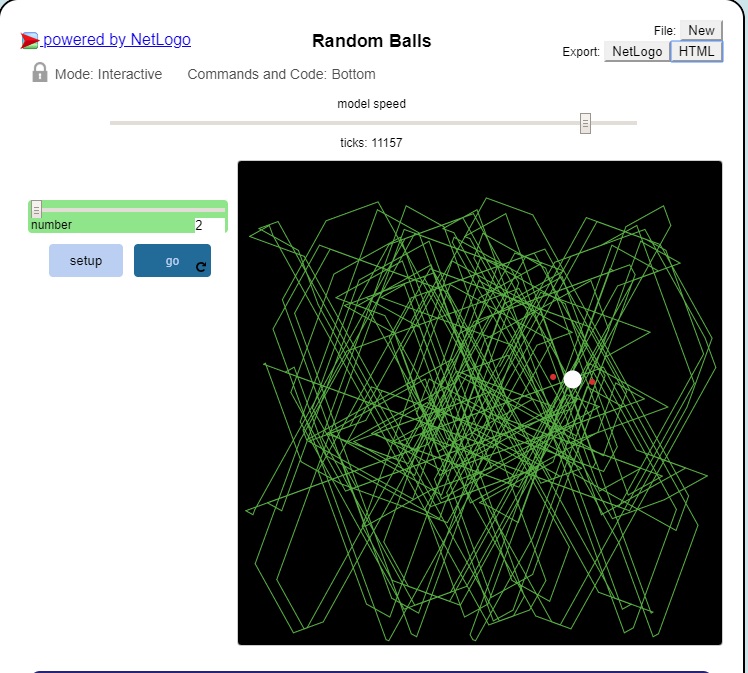 powered by NetLogo
Random Balls
File: New
Export: NetLogo HTML
Mode: Interactive Commands and Code: Bottom
model speed
ticks: 11157
number 2
setup go